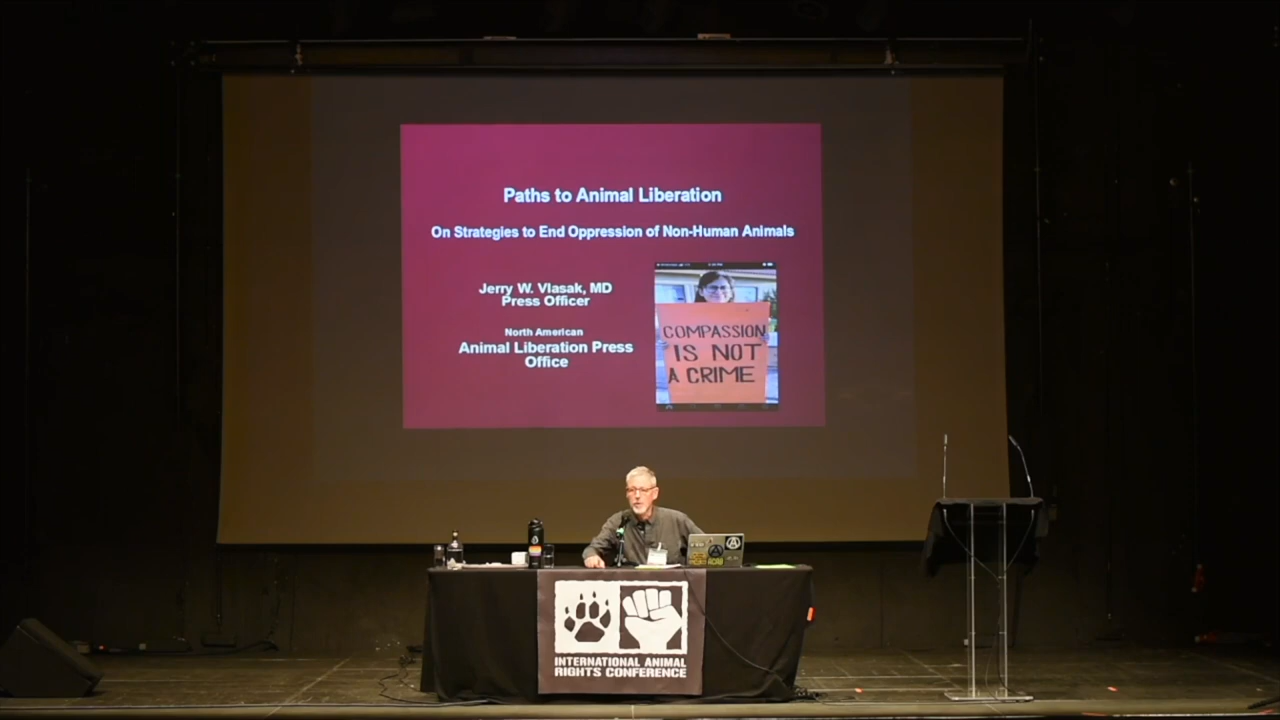 Paths to Animal Liberation
On Strategies to End Oppression of Non-Human Animals
Jerry W. Vlasak, MD
Press Officer
North American
Animal Liberation Press
Office
COMPASSION
IS NOT
A CRIME
INTERNATIONAL ANIMAL
RIGHTS CONFERENCE